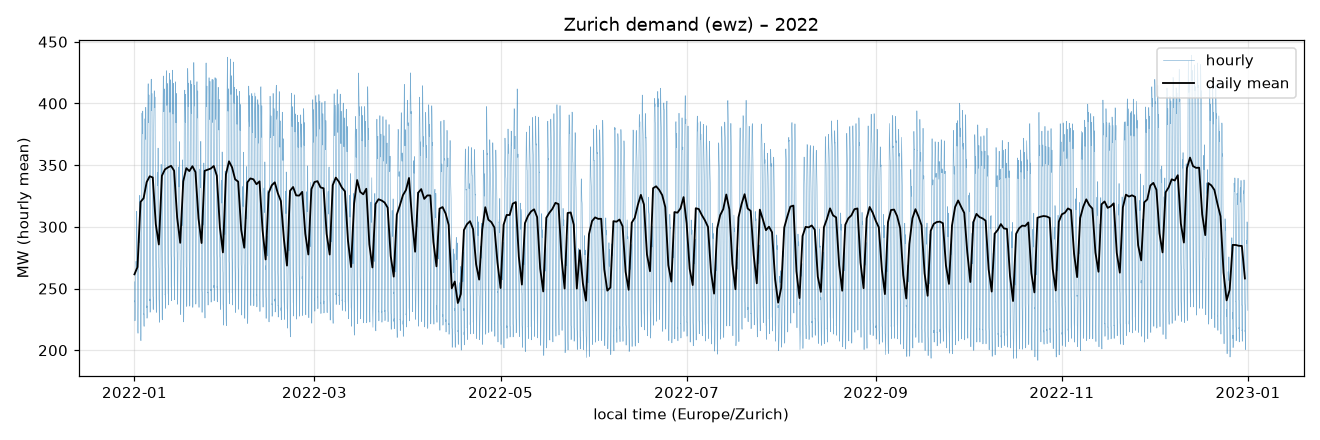 Zurich demand (ewz) – 2022
hourly
daily mean
MW (hourly mean)
450
400
350
300
250
200
2022-01
2022-03
2022-05
2022-07
2022-09
2022-11
2023-01
local time (Europe/Zurich)